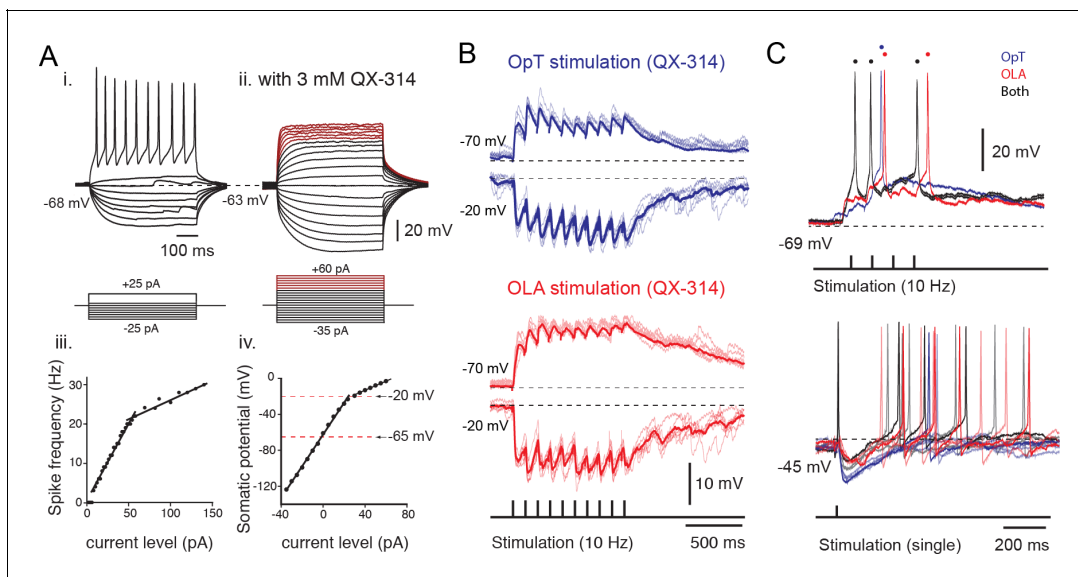 A
i.
ii. with 3 mM QX-314
-68 mV
-63 mV
100 ms
20 mV
+25 pA
-25 pA
+60 pA
-35 pA
iii.
Spike frequency (Hz)
30
20
10
0
0
50
100
150
current level (pA)
iv.
Somatic potential (mV)
0
-40
-80
-120
-20 mV
-65 mV
-40
0
40
80
current level (pA)
B
OpT stimulation (QX-314)
-70
-20 mV
OLA stimulation (QX-314)
-70
-20 mV
10 mV
Stimulation (10 Hz)
500 ms
C
OpT
OLA
Both
20 mV
-69 mV
Stimulation (10 Hz)
-45 mV
Stimulation (single)
200 ms